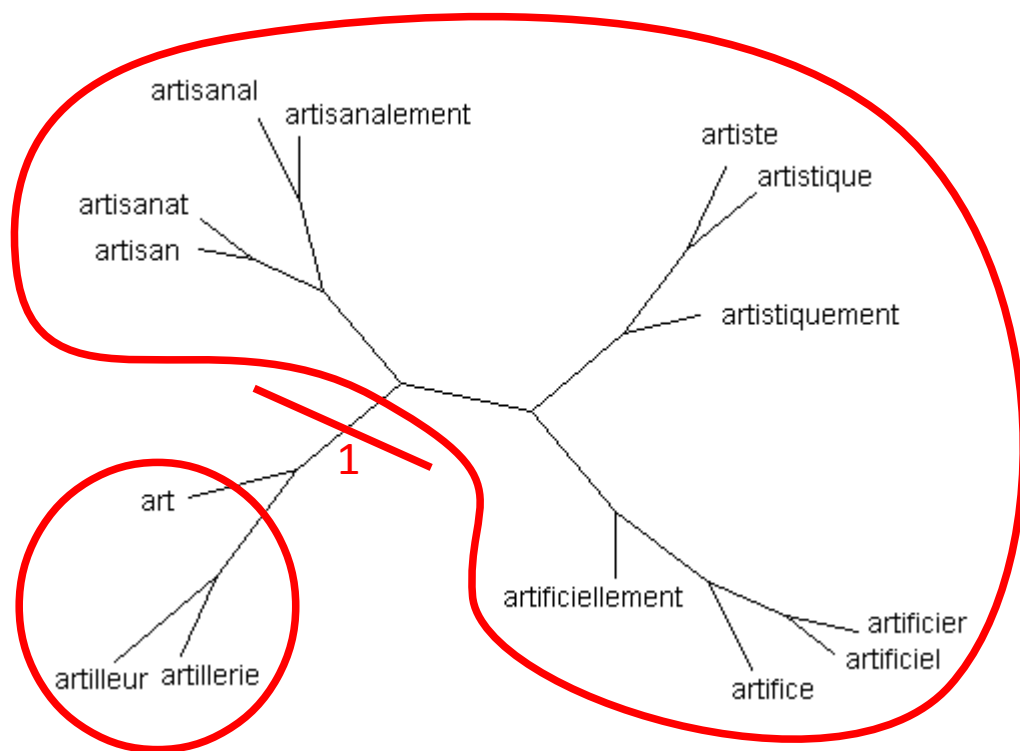 artisanal
artisanalement
artiste
artistique
artisanat
artisan
artistiquement
1
art
artificiellement
artificier
artificiel
artilleur artillerie
artifice